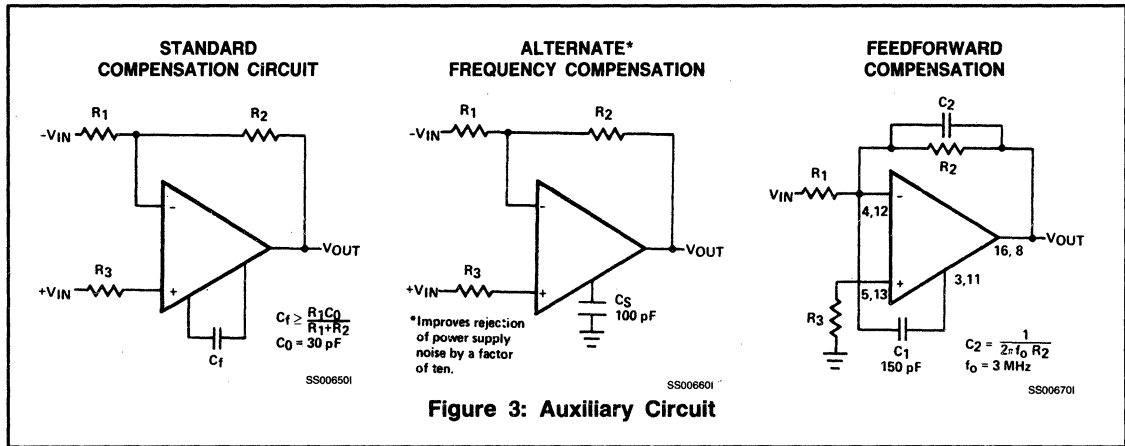 STANDARD
COMPENSATION CIRCUIT
R1
R2
-VIN
-
VOUT
R3
+VIN
+
Cf ≥ R1C0
R1+R2
C0 = 30 pF
Cf
SS00650I
ALTERNATE*
FREQUENCY COMPENSATION
R1
R2
-VIN
-
VOUT
R3
+VIN
+
CS
100 pF
*Improves rejection
of power supply
noise by a factor
of ten.
SS00660I
FEEDFORWARD
COMPENSATION
C2
R2
R1
VIN
-
4,12
VOUT
16, 8
3,11
+
5,13
R3
C1
150 pF
C2 = 1
2π fo R2
fo = 3 MHz
SS00670I
Figure 3: Auxiliary Circuit